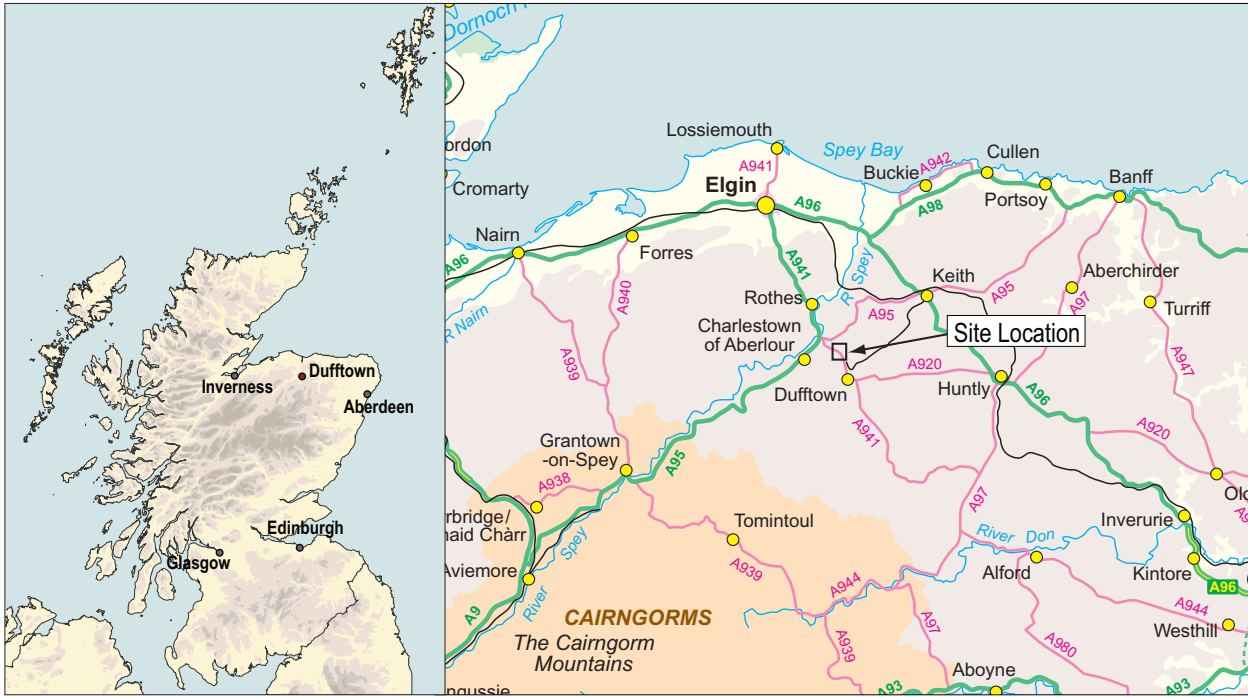 Inverness
Dufftown
Aberdeen
Edinburgh
Glasgow
Dornoch
ordon
Cromarty
Lossiemouth
Spey Bay
A941
Elgin
A96
Buckie
A942
Cullen
A98
Portsoy
Banff
Nairn
A96
Forres
A941
R Spey
Keith
A95
Aberchirder
A97
Turriff
R Nairn
A940
Rothes
A95
Charlestown
of Aberlour
Site Location
A939
Dufftown
A920
Huntly
A96
A947
A920
Grantown
-on-Spey
A95
A941
A938
A97
Old
rbridge/
naid Chàrr
Spey
Tomintoul
River Don
Inverurie
Aviemore
A939
A944
Alford
Kintore
A96
A9
River
CAIRNGORMS
The Cairngorm
Mountains
A939
A97
A980
A944
Westhill
Aboyne
ngussie
A93
A93